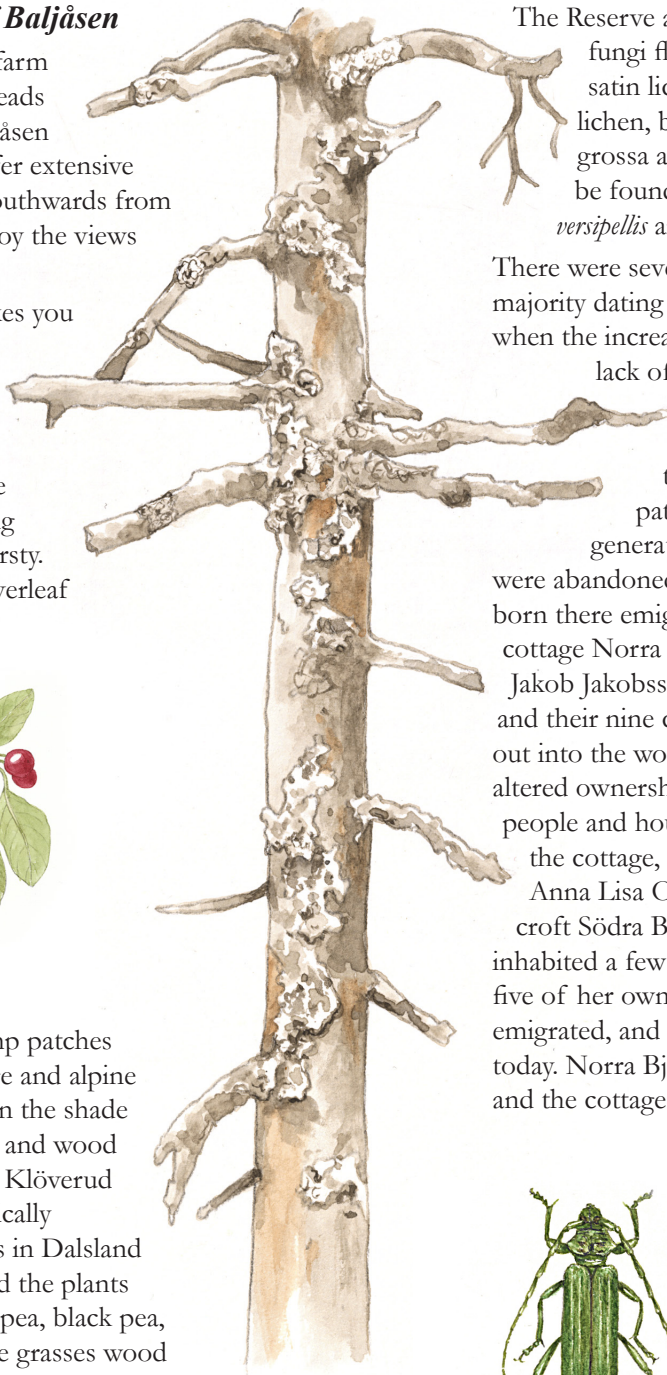 Baljåsen
farm
eads
åsen
fer extensive
outhwards from
oy the views
kes you
e
g
rsty.
verleaf
np patches
e and alpine
n the shade
and wood
Klöverud
ically
s in Dalsland
d the plants
pea, black pea,
e grasses wood
The Reserve a
fungi fl
satin lic
lichen, b
grossa a
be found
versipellis a
There were seve
majority dating
when the increa
lack of
t
pat
genera
were abandoned
born there emig
cottage Norra
Jakob Jakobss
and their nine c
out into the wo
altered ownersh
people and hou
the cottage,
Anna Lisa C
croft Södra B
inhabited a few
five of her own
emigrated, and
today. Norra Bj
and the cottage